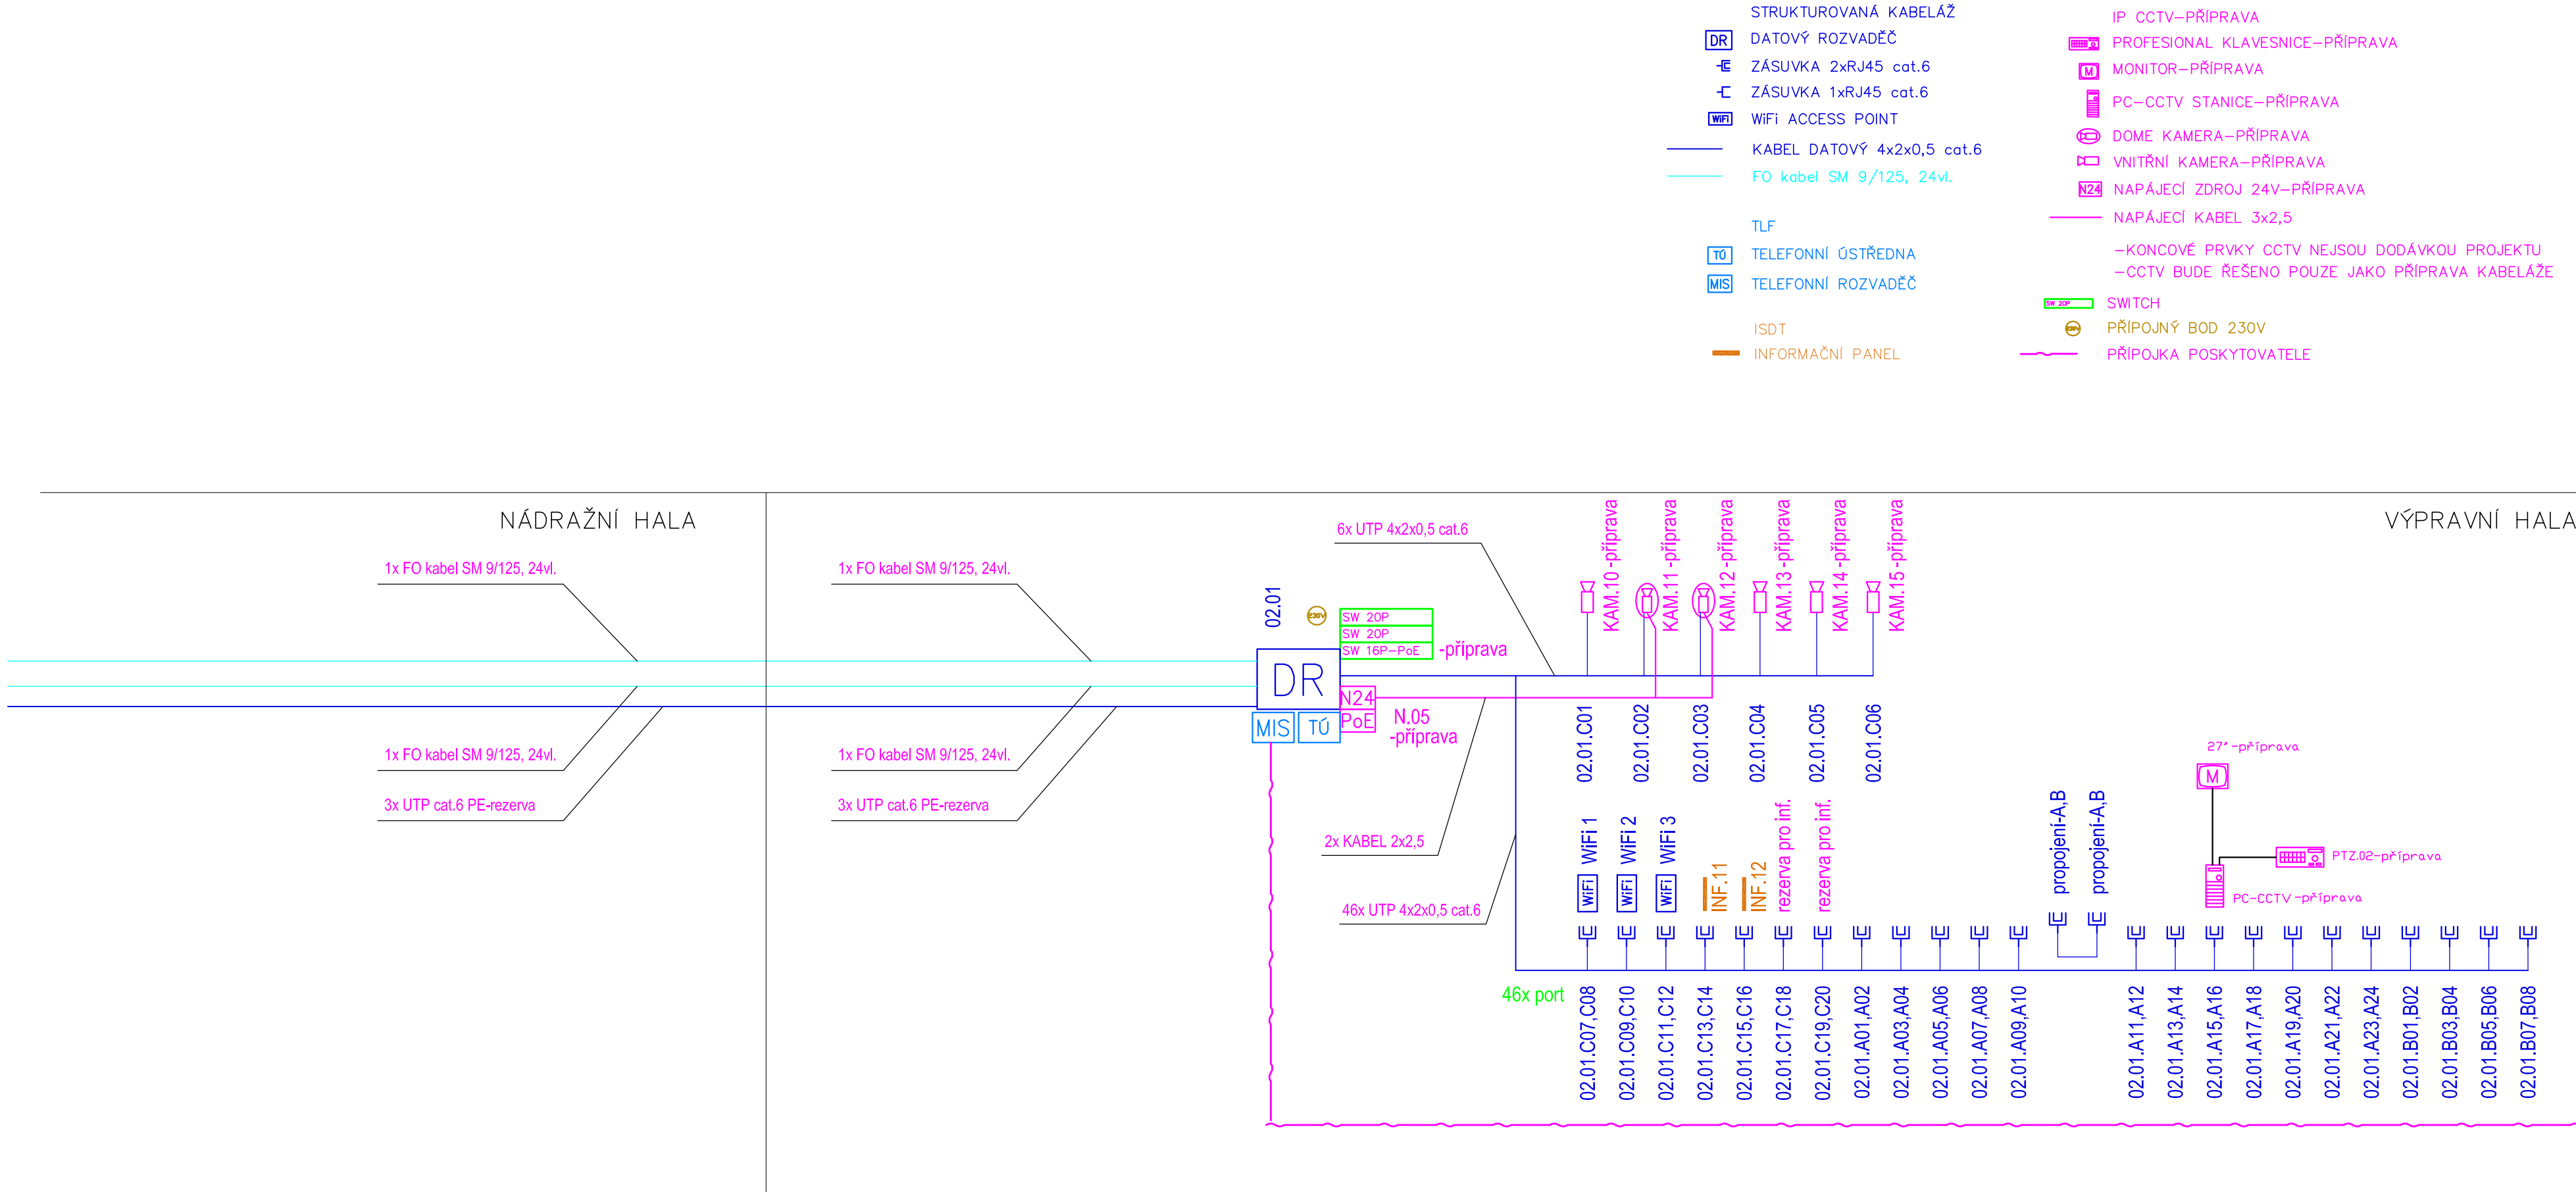 STRUKTUROVANÁ KABELÁŽ
DR DATOVÝ ROZVADĚČ
ZÁSUVKA 2xRJ45 cat.6
ZÁSUVKA 1xRJ45 cat.6
WiFi WiFi ACCESS POINT
KABEL DATOVÝ 4x2x0,5 cat.6
FO kabel SM 9/125, 24vl.
TLF
TÚ TELEFONNÍ ÚSTŘEDNA
MIS TELEFONNÍ ROZVADĚČ
ISDT
INFORMAČNÍ PANEL
IP CCTV-PŘÍPRAVA
PROFESIONAL KLAVESNICE-PŘÍPRAVA
M MONITOR-PŘÍPRAVA
PC-CCTV STANICE-PŘÍPRAVA
DOME KAMERA-PŘÍPRAVA
VNITŘNÍ KAMERA-PŘÍPRAVA
N24 NAPÁJECÍ ZDROJ 24V-PŘÍPRAVA
NAPÁJECÍ KABEL 3x2,5
-KONCOVÉ PRVKY CCTV NEJSOU DODÁVKOU PROJEKTU
-CCTV BUDE ŘEŠENO POUZE JAKO PŘÍPRAVA KABELÁŽE
SW 20P SWITCH
230V PŘÍPOJNÝ BOD 230V
PŘÍPOJKA POSKYTOVATELE
NÁDRAŽNÍ HALA
VÝPRAVNÍ HALA
1x FO kabel SM 9/125, 24vl.
1x FO kabel SM 9/125, 24vl.
3x UTP cat.6 PE-rezerva
1x FO kabel SM 9/125, 24vl.
1x FO kabel SM 9/125, 24vl.
3x UTP cat.6 PE-rezerva
02.01
230V
SW 20P
SW 20P
SW 16P-PoE
-příprava
DR
N24
PoE
N.05
-příprava
MIS
TÚ
6x UTP 4x2x0,5 cat.6
2x KABEL 2x2,5
46x UTP 4x2x0,5 cat.6
KAM.10 -příprava
KAM.11 -příprava
KAM.12 -příprava
KAM.13 -příprava
KAM.14 -příprava
KAM.15 -příprava
02.01.C01
02.01.C02
02.01.C03
02.01.C04
02.01.C05
02.01.C06
WiFi 1
WiFi 2
WiFi 3
WiFi
WiFi
WiFi
INF.11
INF.12
rezerva pro inf.
rezerva pro inf.
propojení-A,B
propojení-A,B
27" -příprava
M
PTZ.02-příprava
PC-CCTV -příprava
46x port
02.01.C07,C08
02.01.C09,C10
02.01.C11,C12
02.01.C13,C14
02.01.C15,C16
02.01.C17,C18
02.01.C19,C20
02.01.A01,A02
02.01.A03,A04
02.01.A05,A06
02.01.A07,A08
02.01.A09,A10
02.01.A11,A12
02.01.A13,A14
02.01.A15,A16
02.01.A17,A18
02.01.A19,A20
02.01.A21,A22
02.01.A23,A24
02.01.B01,B02
02.01.B03,B04
02.01.B05,B06
02.01.B07,B08